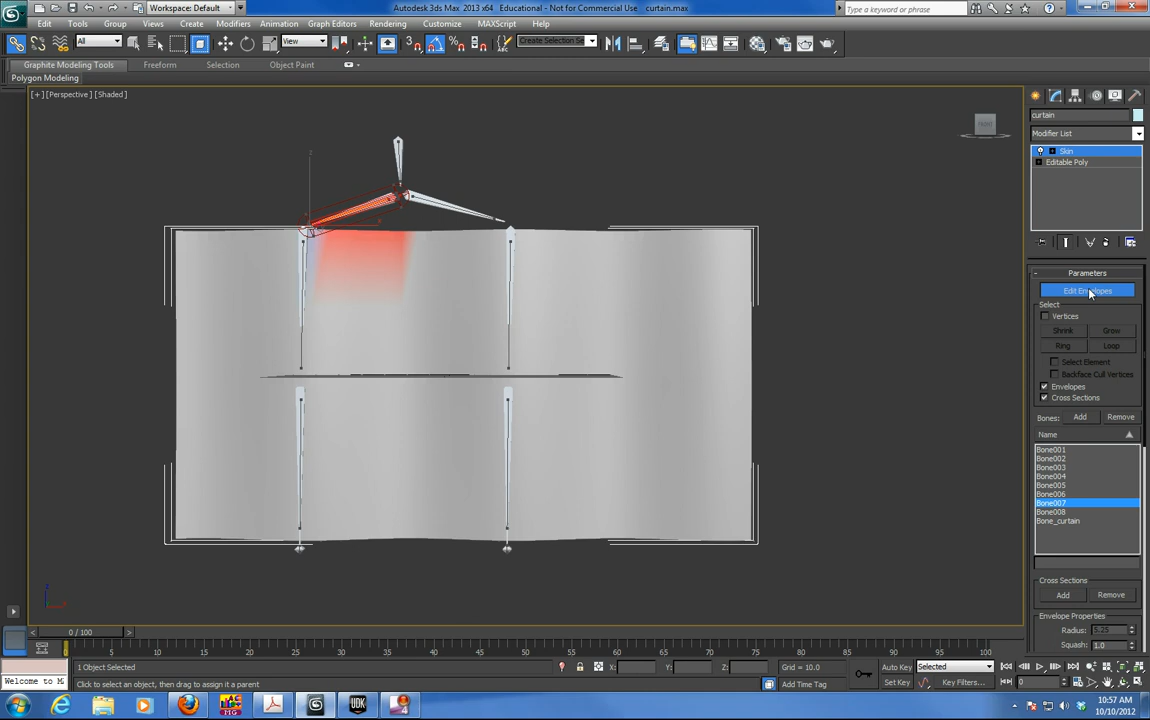 Workspace: Default
Autodesk 3ds Max 2013 x64   Educational - Not for Commercial Use   curtain.max
Type a keyword or phrase
Edit Tools Group Views Create Modifiers Animation Graph Editors Rendering Customize MAXScript Help
All View Create Selection Se
Graphite Modeling Tools Freeform Selection Object Paint
Polygon Modeling
[+] [Perspective] [Shaded]
curtain
Modifier List
Skin
Editable Poly
- Parameters
Edit Envelopes
Select
Vertices
Shrink Grow
Ring Loop
Select Element
Backface Cull Vertices
Envelopes
Cross Sections
Bones: Add Remove
Name
Bone001
Bone002
Bone003
Bone004
Bone005
Bone006
Bone007
Bone008
Bone_curtain
Cross Sections
Add Remove
Envelope Properties
Radius: 5.25
Squash: 1.0
< 0 / 100 >
0 5 10 15 20 25 30 35 40 45 50 55 60 65 70 75 80 85 90 95 100
1 Object Selected X: Y: Z: Grid = 10.0 Auto Key Selected
Welcome to M Click to select an object, then drag to assign it a parent Add Time Tag Set Key Key Filters... 0
UDK
10:57 AM
10/10/2012